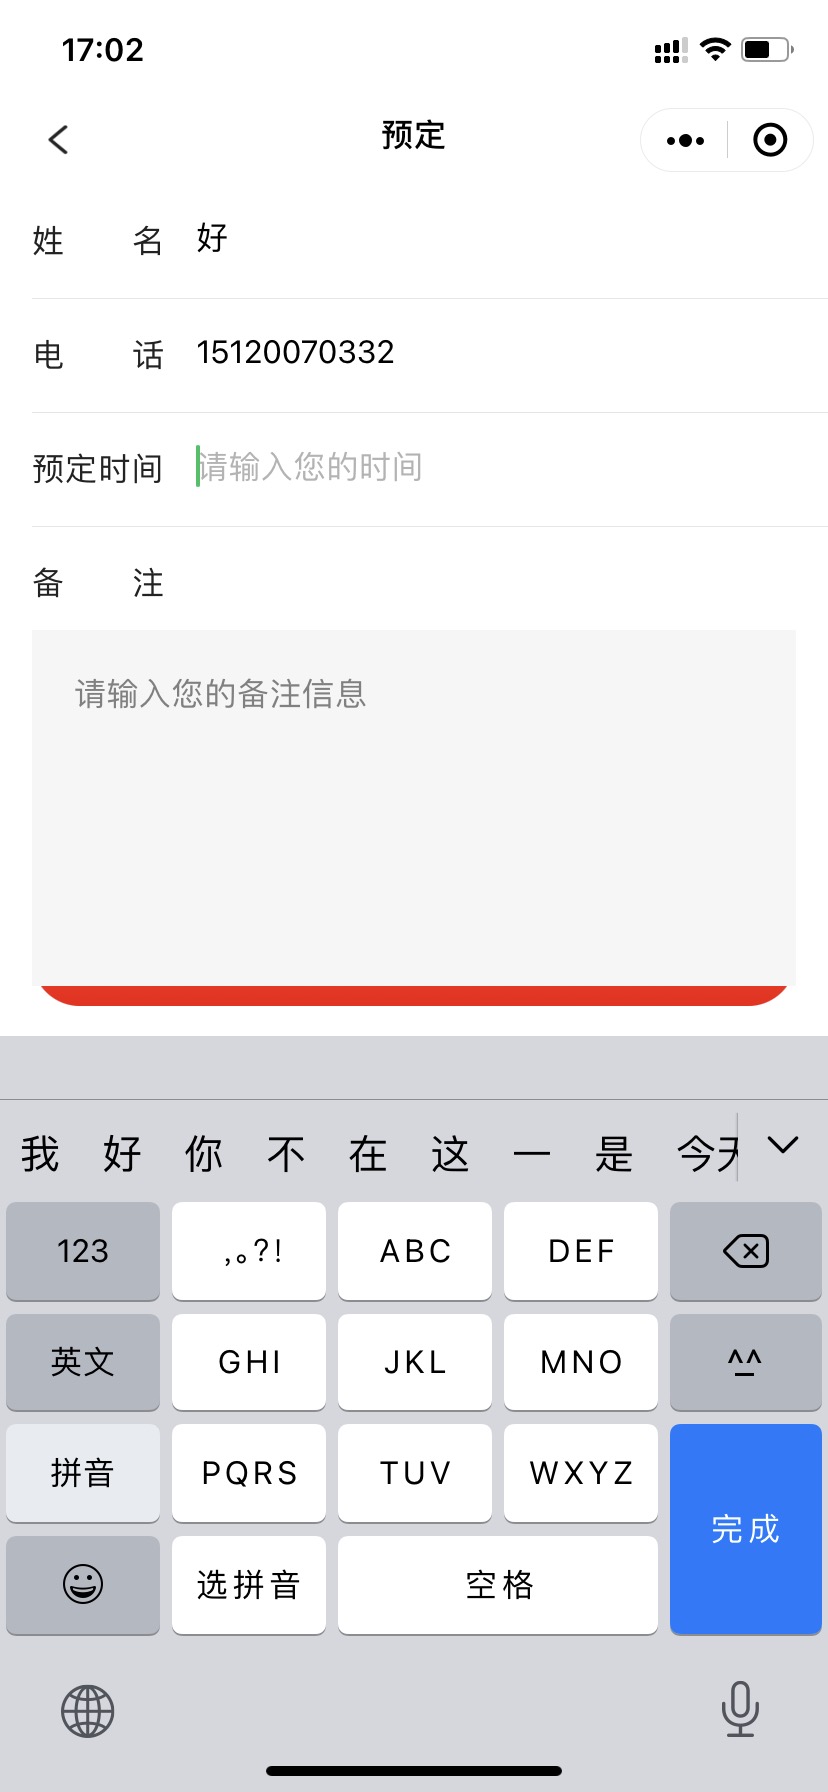 17:02
预定
姓 名 好
电 话 15120070332
预定时间 请输入您的时间
备 注
请输入您的备注信息
我 好 你 不 在 这 一 是 今天
123 ,。?! ABC DEF
英文 GHI JKL MNO ^^
拼音 PQRS TUV WXYZ
完成
选拼音 空格